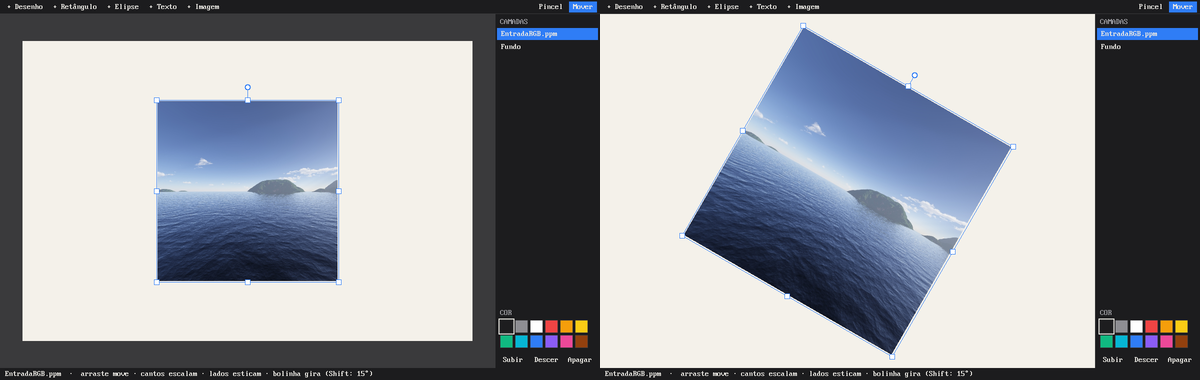 + Desenho + Retângulo + Elipse + Texto + Imagem Pincel Mover
CAMADAS
EntradaRGB.ppm
Fundo
COR
Subir Descer Apagar
EntradaRGB.ppm · arraste move · cantos escalam · lados esticam · bolinha gira (Shift: 15°)
+ Desenho + Retângulo + Elipse + Texto + Imagem Pincel Mover
CAMADAS
EntradaRGB.ppm
Fundo
COR
Subir Descer Apagar
EntradaRGB.ppm · arraste move · cantos escalam · lados esticam · bolinha gira (Shift: 15°)